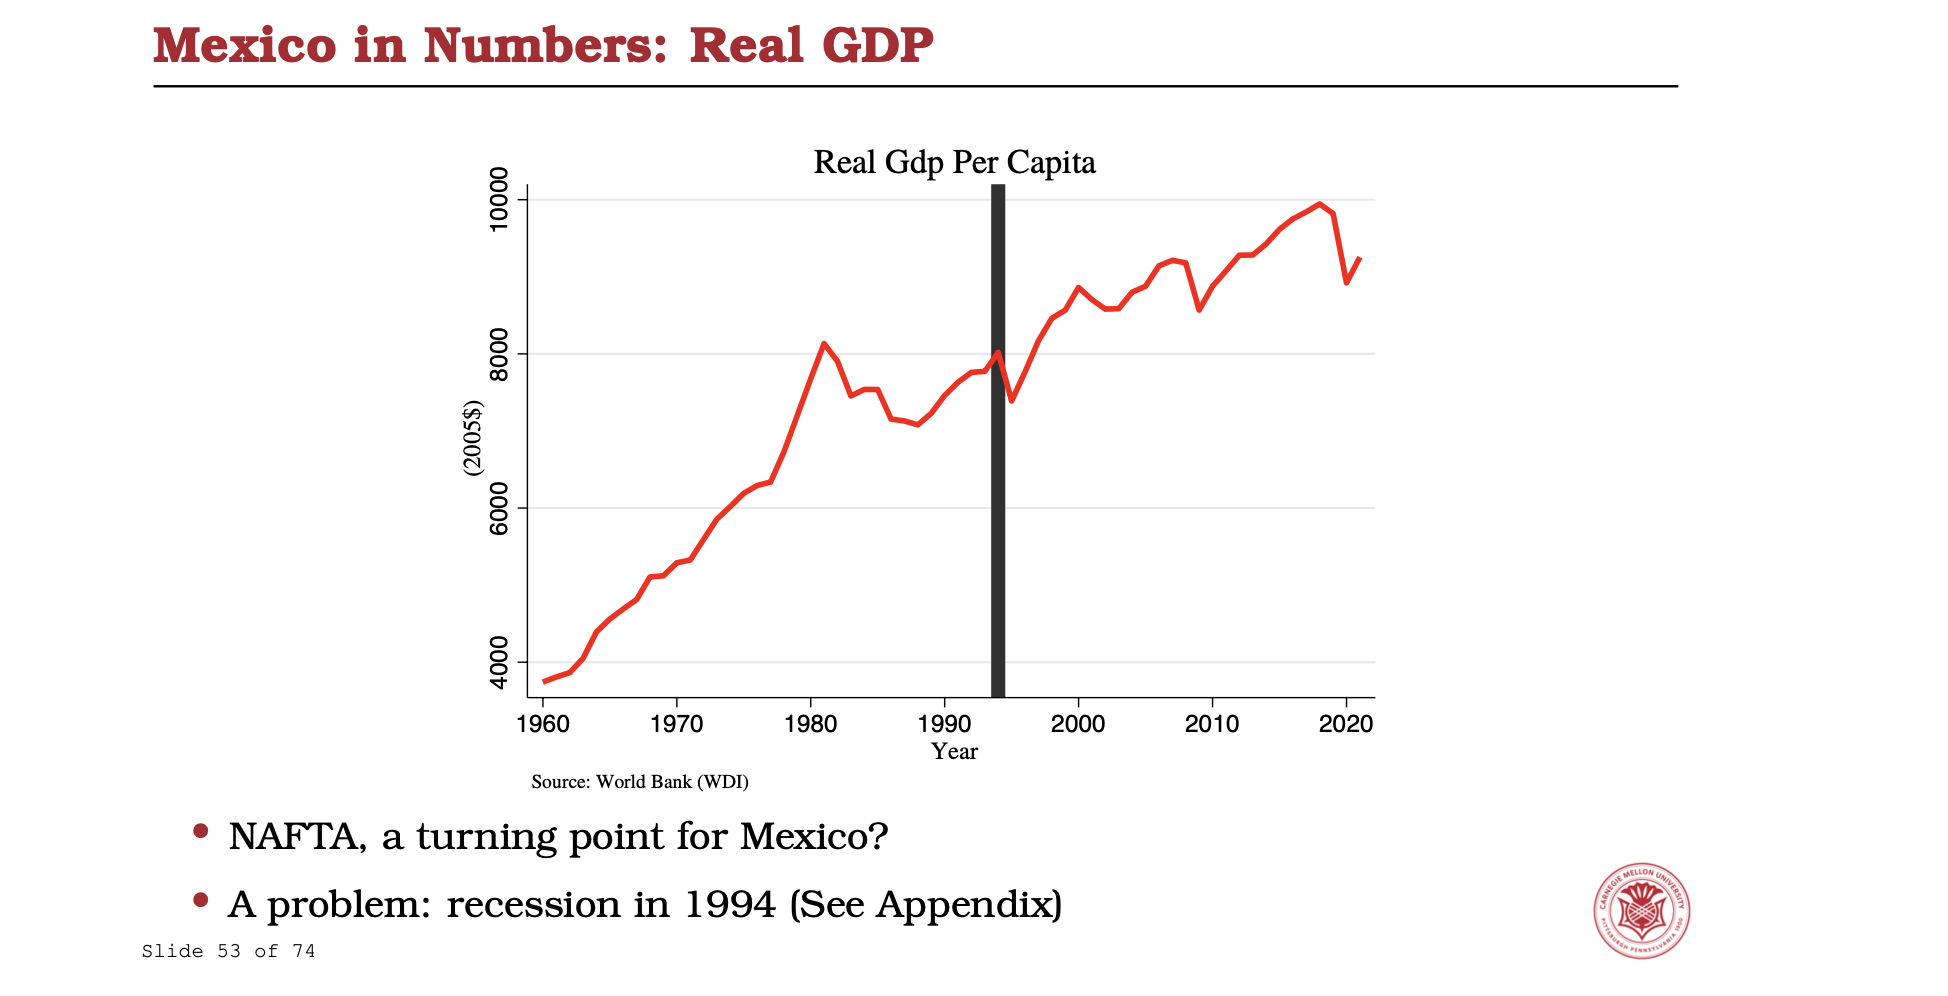 Mexico in Numbers: Real GDP
Real Gdp Per Capita
10000
8000
6000
4000
(2005$)
1960 1970 1980 1990 2000 2010 2020
Year
Source: World Bank (WDI)
NAFTA, a turning point for Mexico?
A problem: recession in 1994 (See Appendix)
CARNEGIE MELLON UNIVERSITY
PITTSBURGH PENNSYLVANIA 1900
Slide 53 of 74